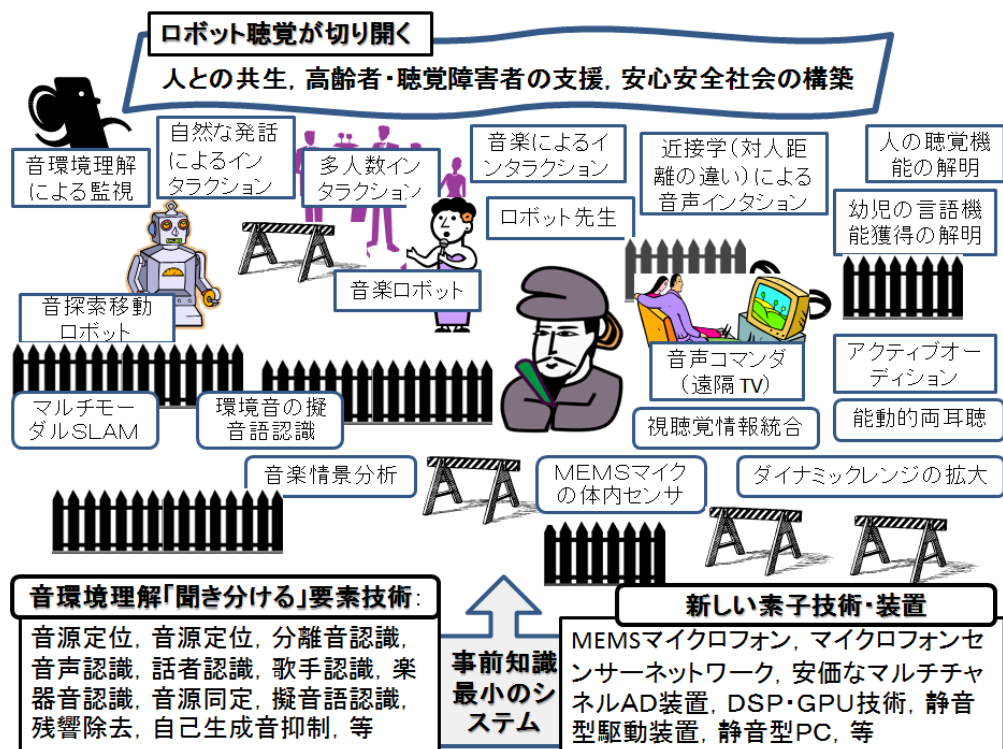 ロボット聴覚が切り開く
人との共生, 高齢者・聴覚障害者の支援, 安心安全社会の構築
音環境理解
による監視
自然な発話
によるイン
タラクション
多人数イン
タラクション
音楽によるイ
ンタラクション
近接学(対人距
離の違い)による
音声インタション
人の聴覚機
能の解明
ロボット先生
幼児の言語機
能獲得の解明
音楽ロボット
音探索移動
ロボット
音声コマンダ
(遠隔TV)
アクティブオー
ディション
マルチモー
ダルSLAM
環境音の擬
音語認識
視聴覚情報統合
能動的両耳聴
音楽情景分析
MEMSマイク
の体内センサ
ダイナミックレンジの拡大
音環境理解「聞き分ける」要素技術:
音源定位, 音源定位, 分離音認識,
音声認識, 話者認識, 歌手認識, 楽
器音認識, 音源同定, 擬音語認識,
残響除去, 自己生成音抑制, 等
事前知識
最小のシ
ステム
新しい素子技術・装置
MEMSマイクロフォン, マイクロフォンセ
ンサーネットワーク, 安価なマルチチャ
ネルAD装置, DSP・GPU技術, 静音
型駆動装置, 静音型PC, 等